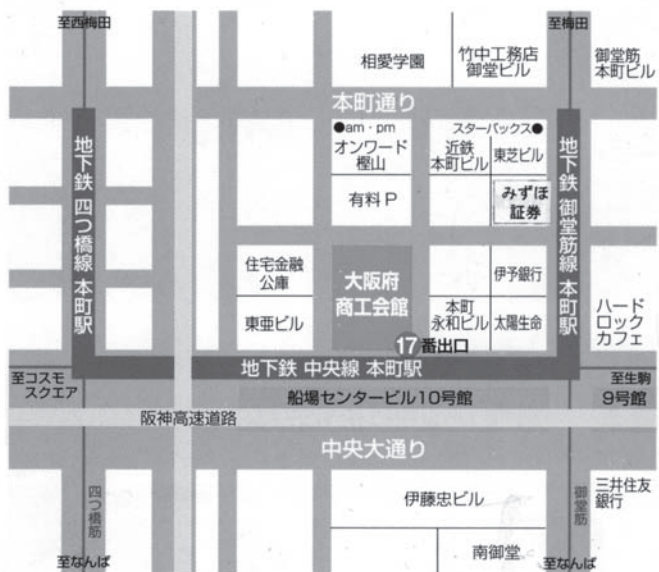 至西梅田
至梅田
相愛学園
竹中工務店
御堂ビル
御堂筋
本町ビル
本町通り
●am・pm
オンワード
樫山
スターバックス●
近鉄
本町ビル
東芝ビル
有料 P
みずほ
証券
地下鉄 四つ橋線 本町駅
地下鉄 御堂筋線 本町駅
住宅金融
公庫
大阪府
商工会館
伊予銀行
東亜ビル
本町
永和ビル
太陽生命
ハード
ロック
カフェ
17番出口
地下鉄 中央線 本町駅
至コスモ
スクエア
至生駒
船場センタービル10号館
9号館
阪神高速道路
中央大通り
四つ橋筋
御堂筋
伊藤忠ビル
三井住友
銀行
南御堂
至なんば
至なんば